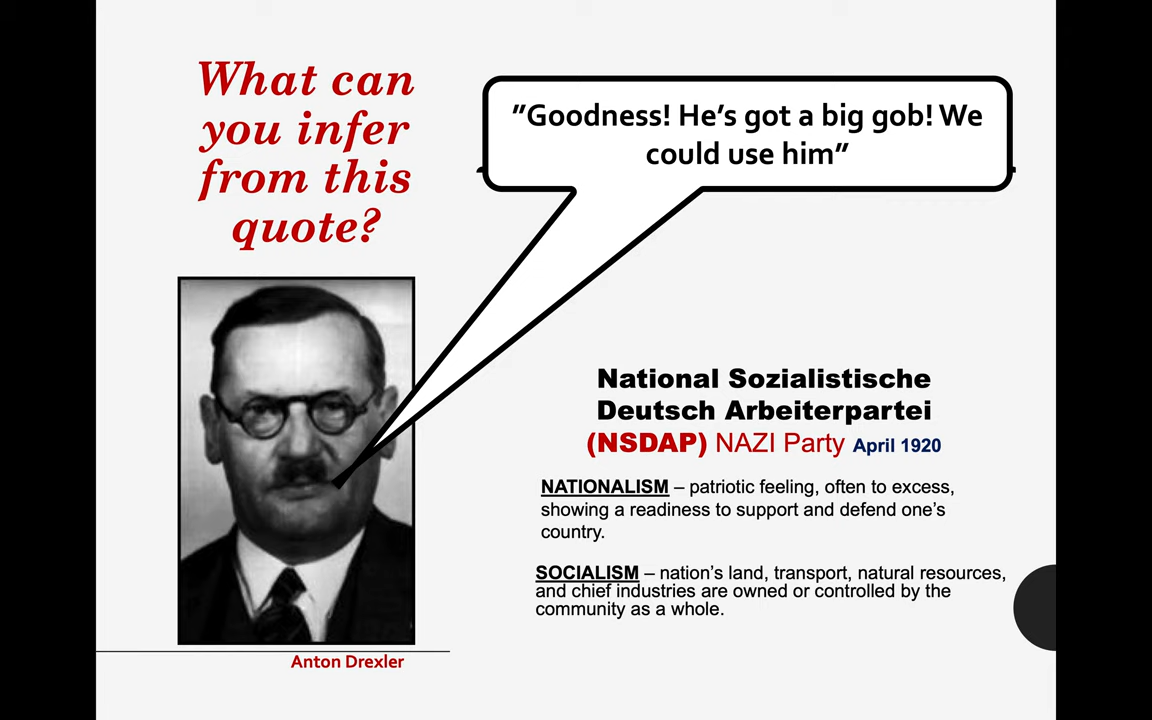 What can
you infer
from this
quote?
”Goodness! He’s got a big gob! We
could use him”
National Sozialistische
Deutsch Arbeiterpartei
(NSDAP) NAZI Party April 1920
NATIONALISM – patriotic feeling, often to excess,
showing a readiness to support and defend one’s
country.
SOCIALISM – nation’s land, transport, natural resources,
and chief industries are owned or controlled by the
community as a whole.
Anton Drexler